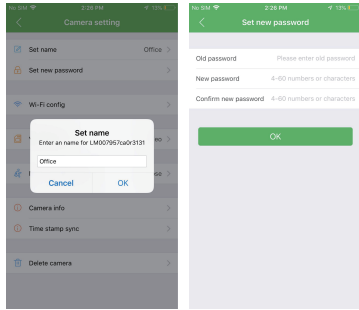 No SIM 2:28 PM 13%
Camera setting
Set name Office
Set new password
Wi-Fi config
Set name
Enter an name for LM007957ca0r3131
Office
Cancel OK
Camera info
Time stamp sync
Delete camera
No SIM 2:26 PM 13%
Set new password
Old password Please enter old password
New password 4-60 numbers or characters
Confirm new password 4-60 numbers or characters
OK